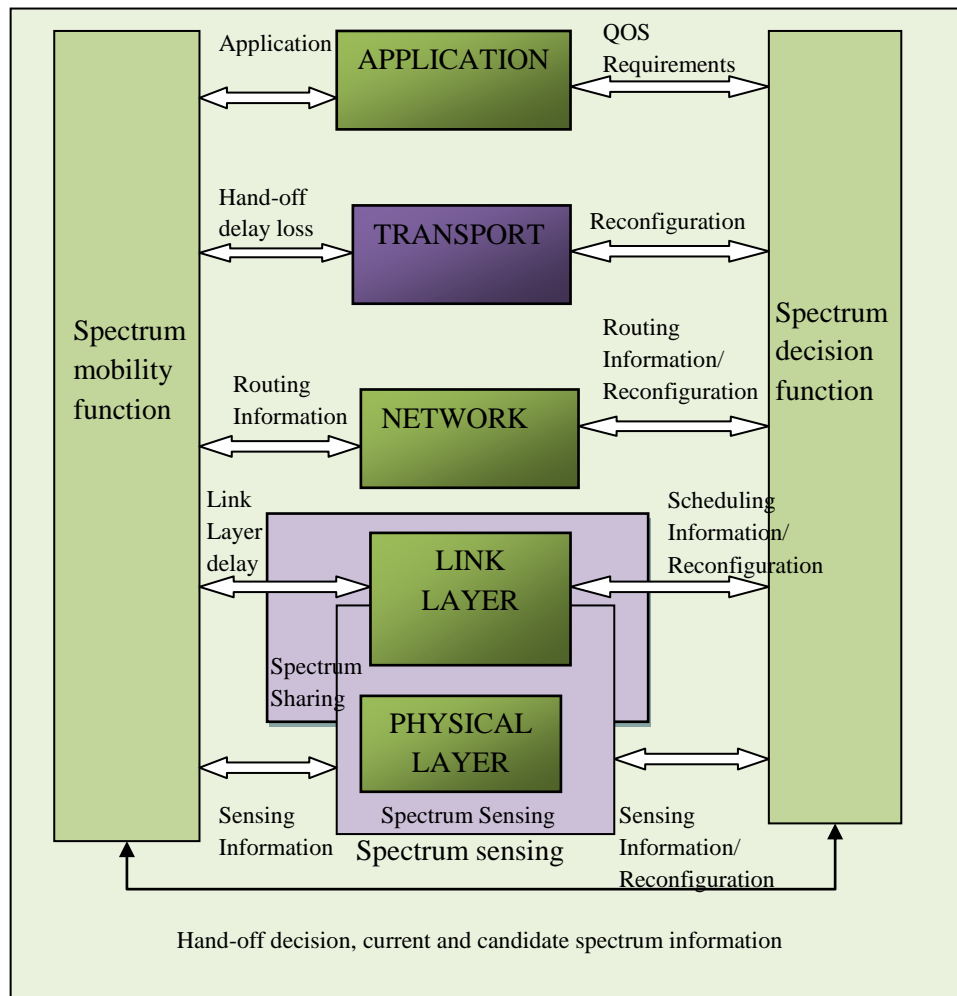 Application
APPLICATION
QOS
Requirements
Hand-off
delay loss
TRANSPORT
Reconfiguration
Spectrum
mobility
function
Spectrum
decision
function
Routing
Information
NETWORK
Routing
Information/
Reconfiguration
Link
Layer
delay
LINK
LAYER
Scheduling
Information/
Reconfiguration
Spectrum
Sharing
PHYSICAL
LAYER
Spectrum Sensing
Spectrum sensing
Sensing
Information
Sensing
Information/
Reconfiguration
Hand-off decision, current and candidate spectrum information